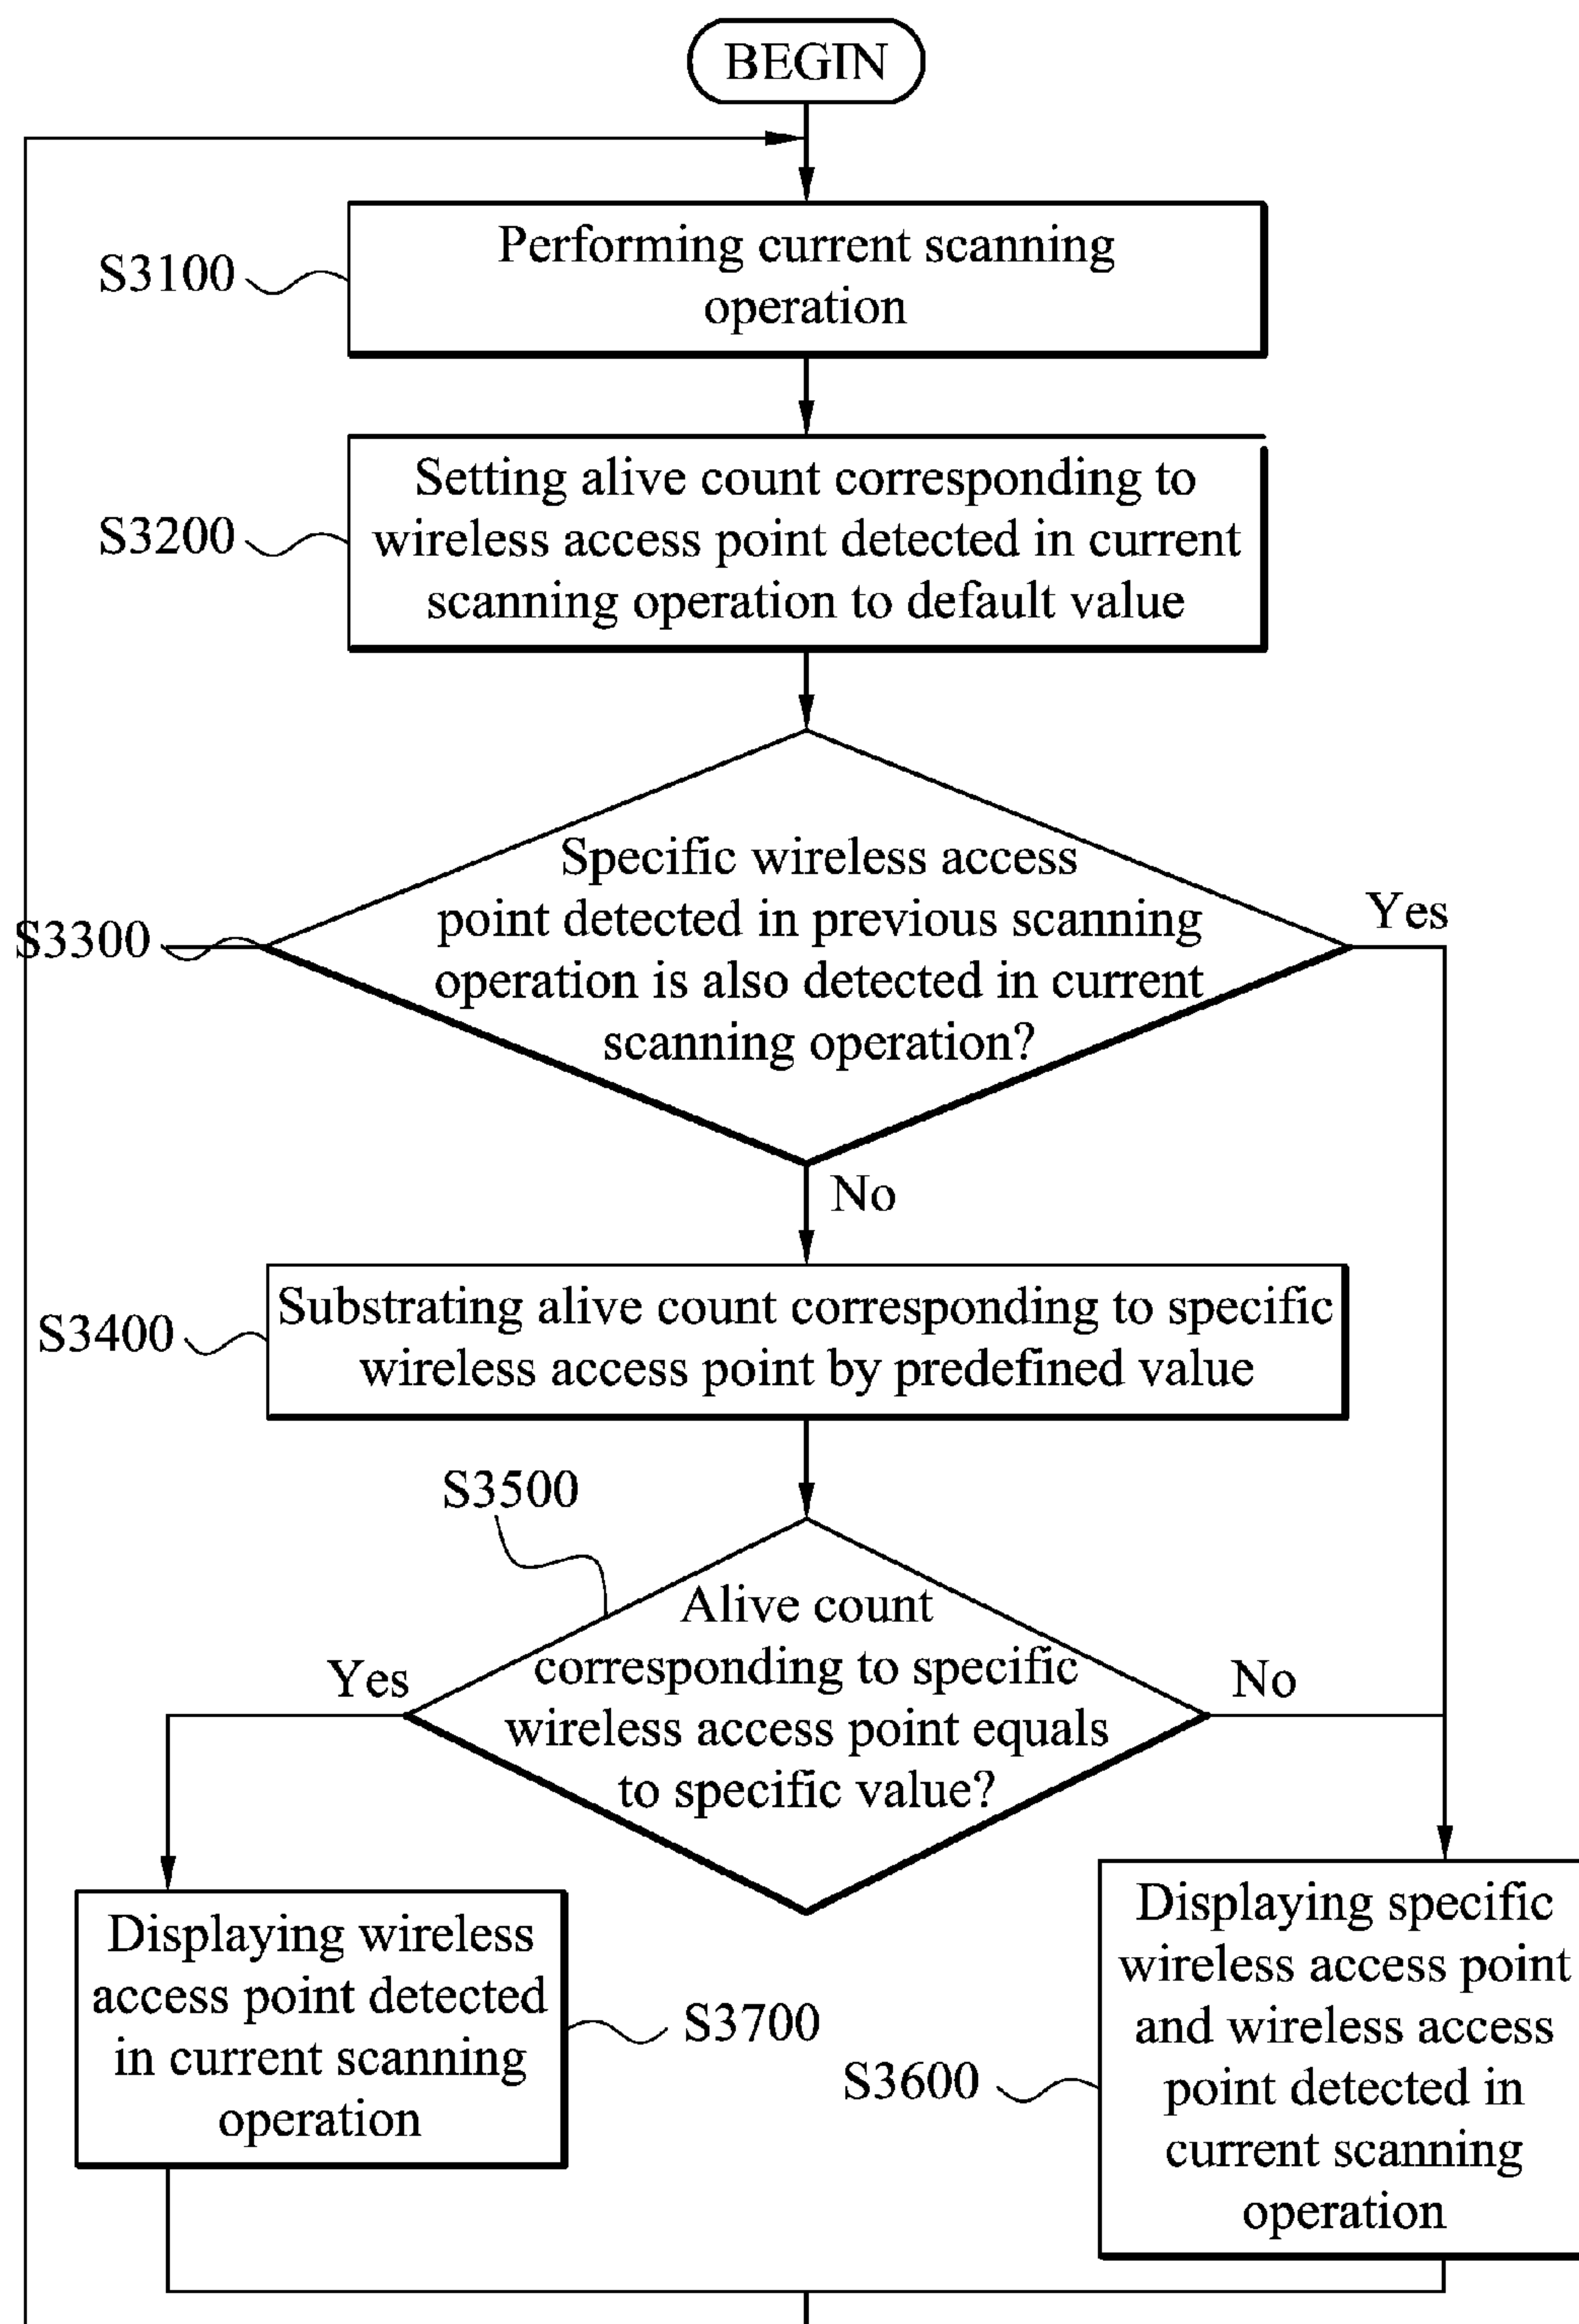 BEGIN
S3100
Performing current scanning
operation
S3200
Setting alive count corresponding to
wireless access point detected in current
scanning operation to default value
S3300
Specific wireless access
point detected in previous scanning
operation is also detected in current
scanning operation?
Yes
No
S3400
Substrating alive count corresponding to specific
wireless access point by predefined value
S3500
Alive count
corresponding to specific
wireless access point equals
to specific value?
Yes
No
Displaying wireless
access point detected
in current scanning
operation
S3700
S3600
Displaying specific
wireless access point
and wireless access
point detected in
current scanning
operation